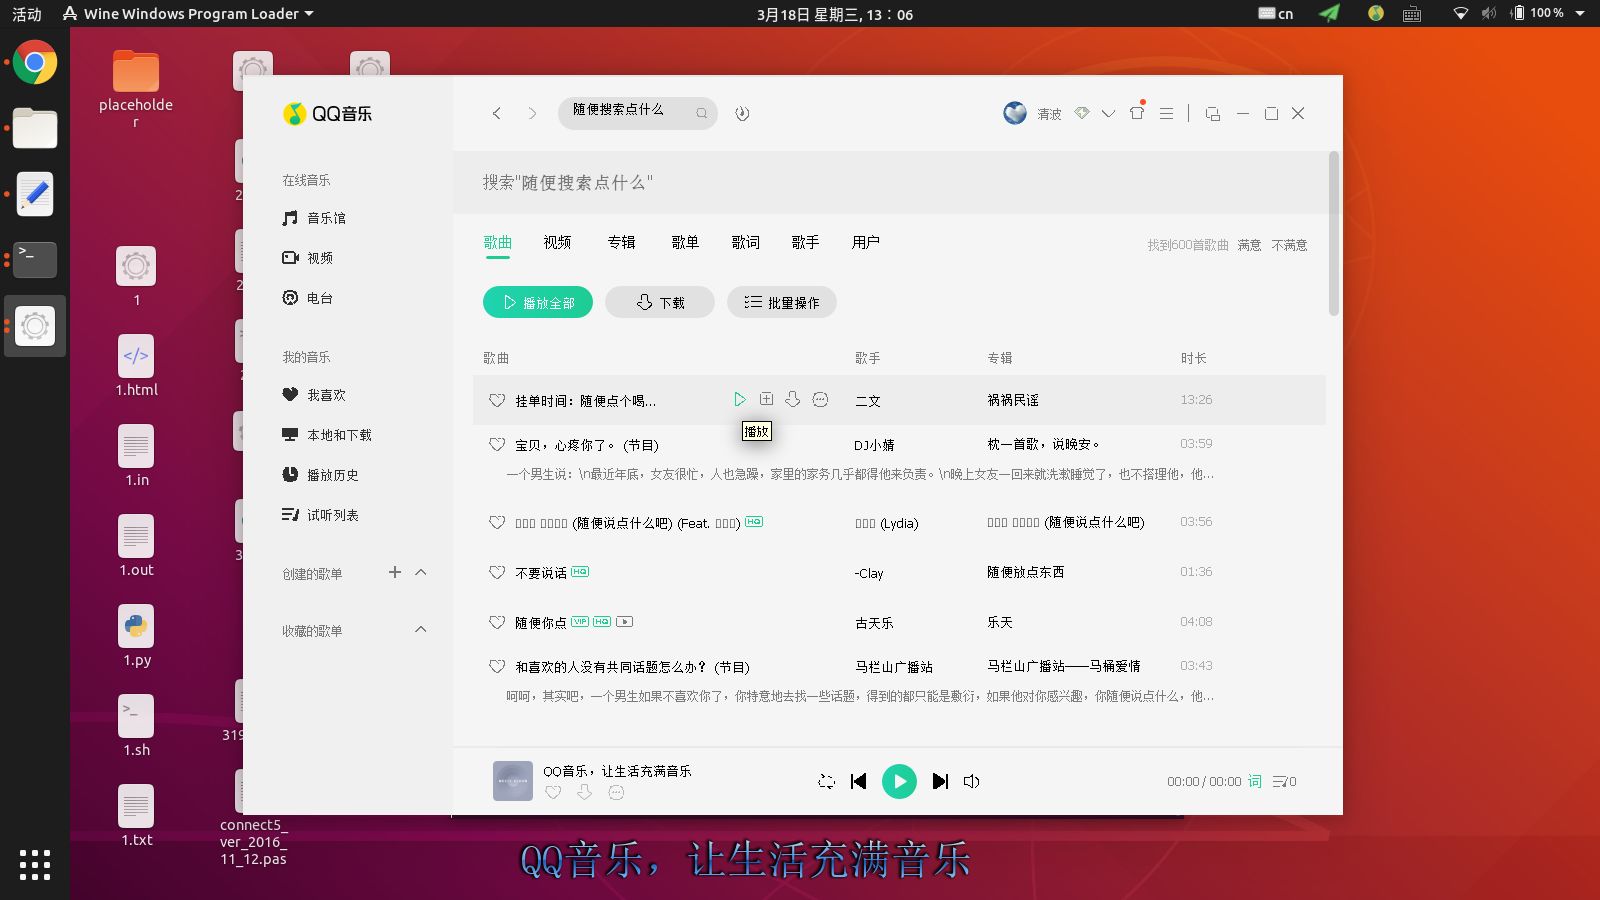 活动 Wine Windows Program Loader
3月18日 星期三, 13：06
cn
100 %
placeholde
r
1
1.html
1.in
1.out
1.py
1.sh
1.txt
connect5_
ver_2016_
11_12.pas
QQ音乐
在线音乐
音乐馆
视频
电台
我的音乐
我喜欢
本地和下载
播放历史
试听列表
创建的歌单
收藏的歌单
随便搜索点什么
清波
搜索"随便搜索点什么"
歌曲 视频 专辑 歌单 歌词 歌手 用户
找到600首歌曲 满意 不满意
播放全部 下载 批量操作
歌曲 歌手 专辑 时长
挂单时间：随便点个喝... 二文 祸祸民谣 13:26
播放
宝贝，心疼你了。 (节目) DJ小婧 枕一首歌，说晚安。 03:59
一个男生说：\n最近年底，女友很忙，人也急躁，家里的家务几乎都得他来负责。\n晚上女友一回来就洗漱睡觉了，也不搭理他，他...
(随便说点什么吧) (Feat. ) HQ (Lydia) (随便说点什么吧) 03:56
不要说话 HQ -Clay 随便放点东西 01:36
随便你点 VIP HQ 古天乐 乐天 04:08
和喜欢的人没有共同话题怎么办？ (节目) 马栏山广播站 马栏山广播站——马桶爱情 03:43
呵呵，其实吧，一个男生如果不喜欢你了，你特意地去找一些话题，得到的都只能是敷衍，如果他对你感兴趣，你随便说点什么，他...
QQ音乐，让生活充满音乐
00:00 / 00:00 词 0
QQ音乐，让生活充满音乐